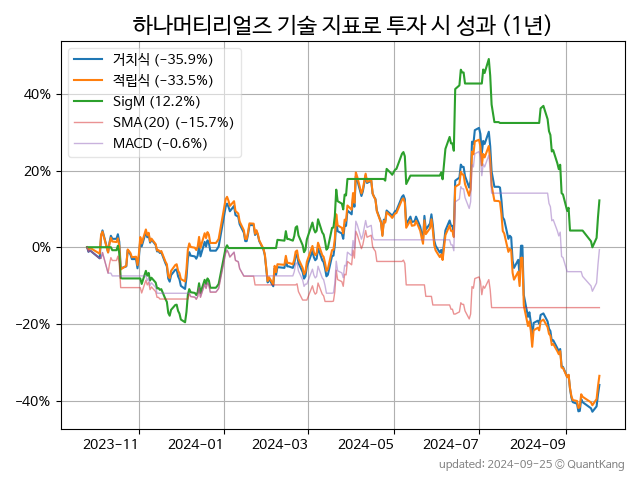 하나머티리얼즈 기술 지표로 투자 시 성과 (1년)
거치식 (−35.9%)
적립식 (−33.5%)
SigM (12.2%)
SMA(20) (−15.7%)
MACD (−0.6%)
40%
20%
0%
−20%
−40%
2023-11 2024-01 2024-03 2024-05 2024-07 2024-09
updated: 2024-09-25 © QuantKang